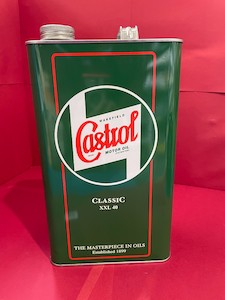 WAKEFIELD
Castrol
MOTOR OIL
CLASSIC
XXL 40
THE MASTERPIECE IN OILS
Established 1899